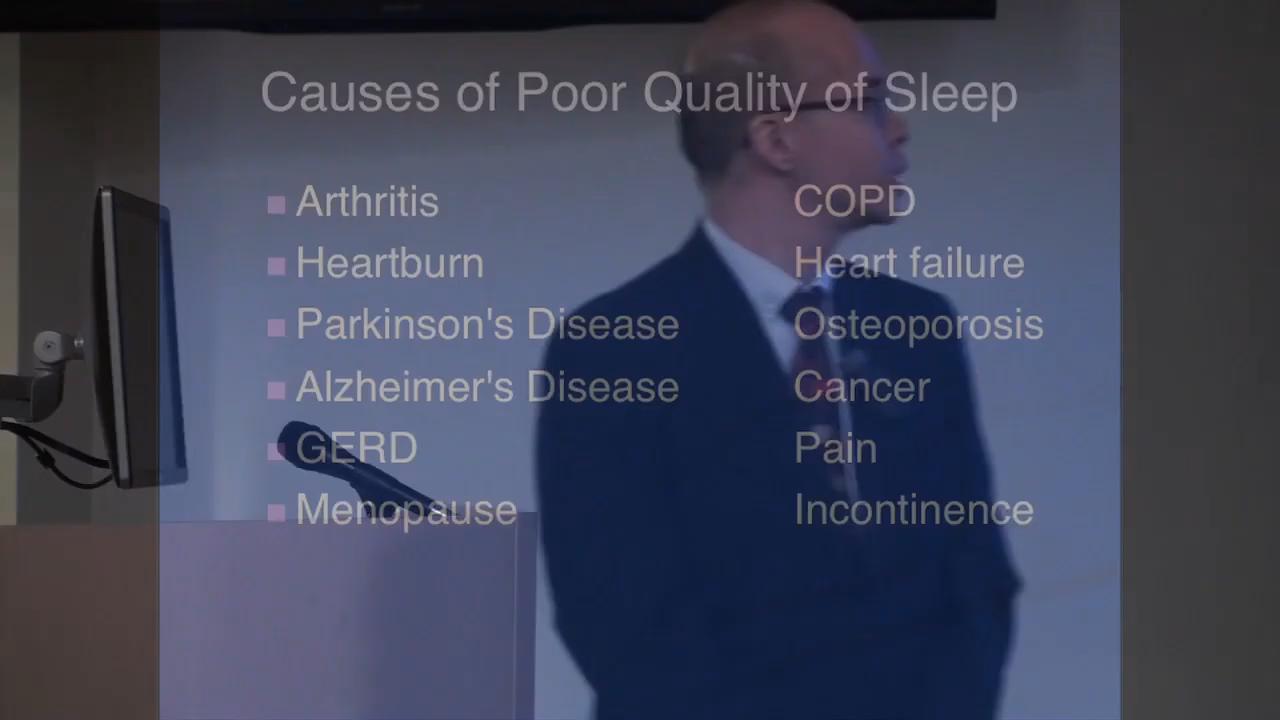 Causes of Poor Quality of Sleep
Arthritis
Heartburn
Parkinson's Disease
Alzheimer's Disease
GERD
Menopause
COPD
Heart failure
Osteoporosis
Cancer
Pain
Incontinence